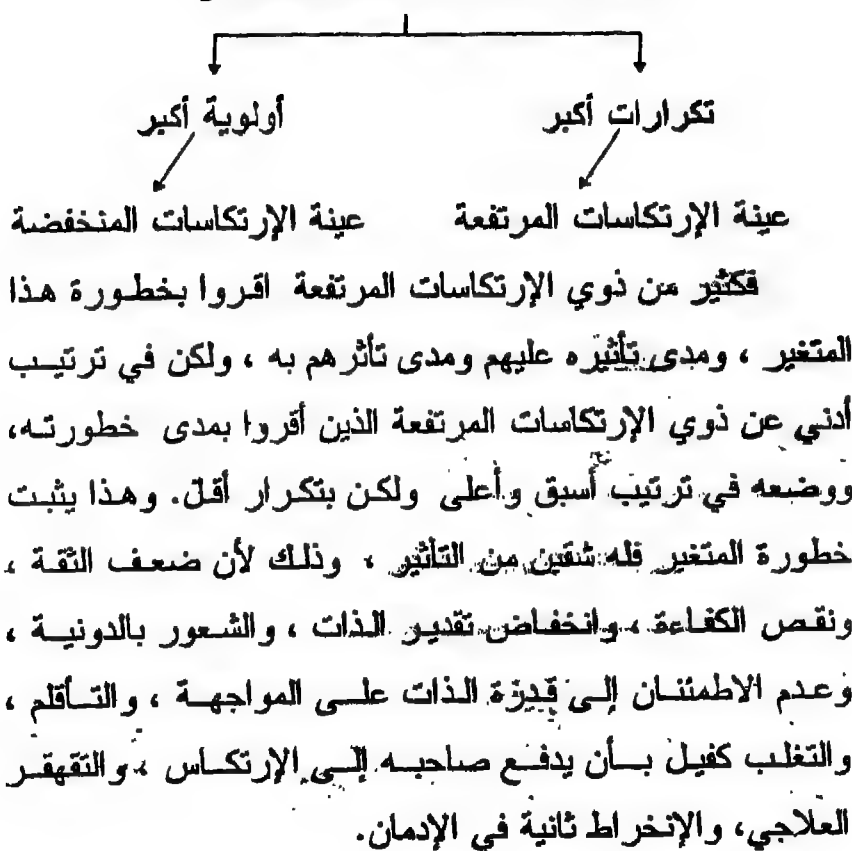 تكرارات أكبر أولوية أكبر
عينة الإرتكاسات المرتفعة عينة الإرتكاسات المنخفضة
فكثير من ذوي الإرتكاسات المرتفعة اقروا بخطورة هذا
المتغير ، ومدى تأثيره عليهم ومدى تأثرهم به ، ولكن في ترتيب
أدني عن ذوي الإرتكاسات المرتفعة الذين أقروا بمدى خطورته،
ووضعه في ترتيب أسبق وأعلى ولكن بتكرار أقل. وهذا يثبت
خطورة المتغير فله شقين من التأثير ، وذلك لأن ضعف الثقة ،
ونقص الكفاءة ، وانخفاض تقدير الذات ، والشعور بالدونية ،
وعدم الاطمئنان إلى قدرة الذات على المواجهة ، والتأقلم ،
والتغلب كفيل بأن يدفع صاحبه إلى الإرتكاس ، والتقهقر
العلاجي، والإنخراط ثانية في الإدمان.